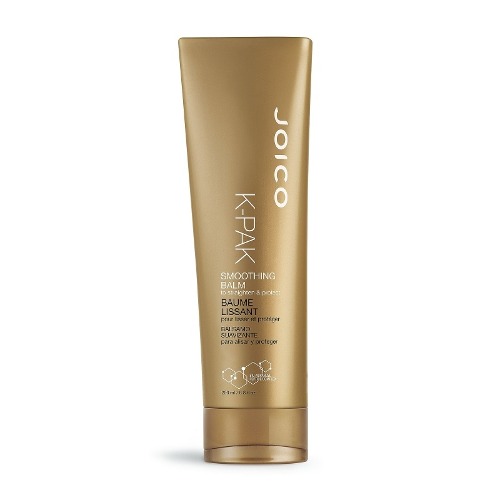 JOICO
K-PAK
SMOOTHING
BALM
to straighten & protect
BAUME
LISSANT
pour lisser et protéger
BÁLSAMO
SUAVIZANTE
para alisar y proteger